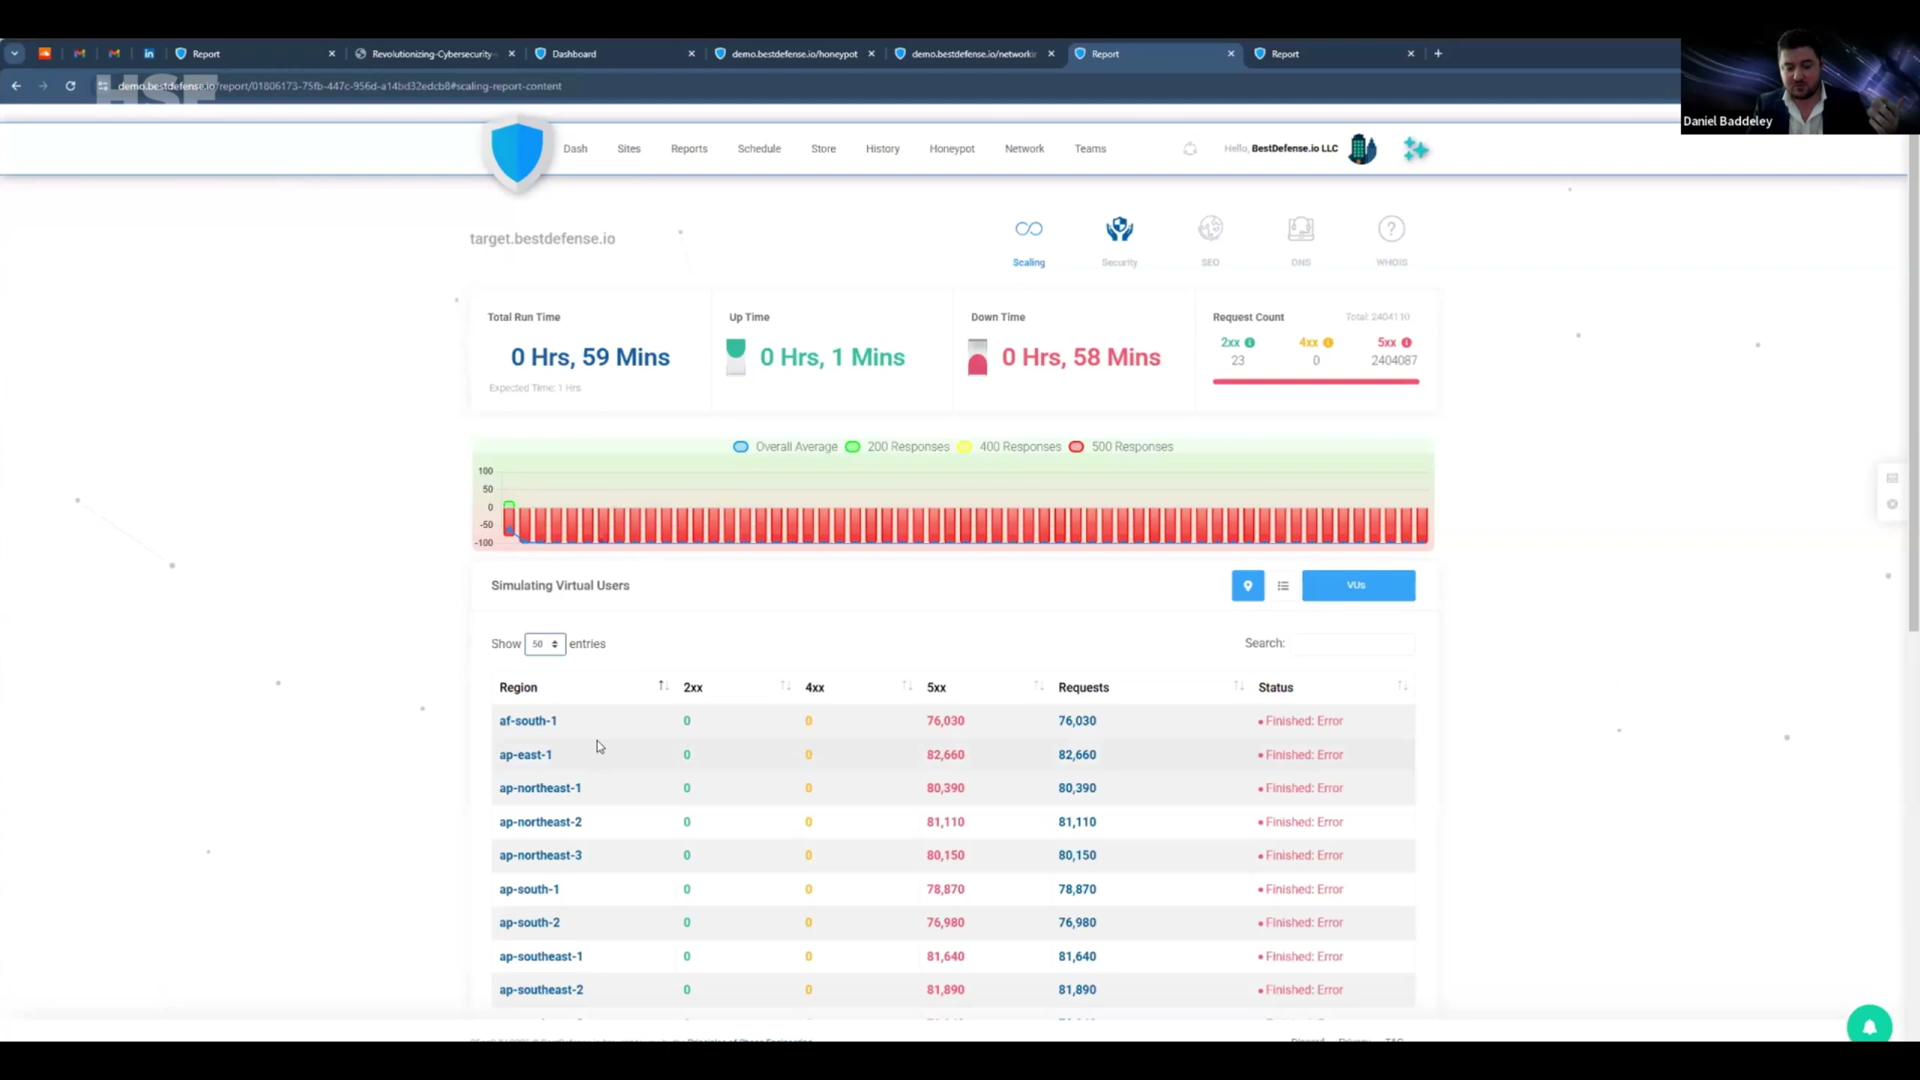 Report
Revolutionizing-Cybersecurity-
Dashboard
demo.bestdefense.io/honeypot
demo.bestdefense.io/networkin
Report
Report
HSF
demo.bestdefense.io/report/01806173-75fb-447c-956d-a14bd32edcb8#scaling-report-content
Daniel Baddeley
Dash
Sites
Reports
Schedule
Store
History
Honeypot
Network
Teams
Hello, BestDefense.io LLC
target.bestdefense.io
Scaling
Security
SEO
DNS
WHOIS
Total Run Time
0 Hrs, 59 Mins
Expected Time: 1 Hrs
Up Time
0 Hrs, 1 Mins
Down Time
0 Hrs, 58 Mins
Request Count Total: 2404110
2xx 4xx 5xx
23 0 2404087
Overall Average 200 Responses 400 Responses 500 Responses
100
50
0
-50
-100
Simulating Virtual Users
VUs
Show 50 entries
Search:
Region 2xx 4xx 5xx Requests Status
af-south-1 0 0 76,030 76,030 Finished: Error
ap-east-1 0 0 82,660 82,660 Finished: Error
ap-northeast-1 0 0 80,390 80,390 Finished: Error
ap-northeast-2 0 0 81,110 81,110 Finished: Error
ap-northeast-3 0 0 80,150 80,150 Finished: Error
ap-south-1 0 0 78,870 78,870 Finished: Error
ap-south-2 0 0 76,980 76,980 Finished: Error
ap-southeast-1 0 0 81,640 81,640 Finished: Error
ap-southeast-2 0 0 81,890 81,890 Finished: Error